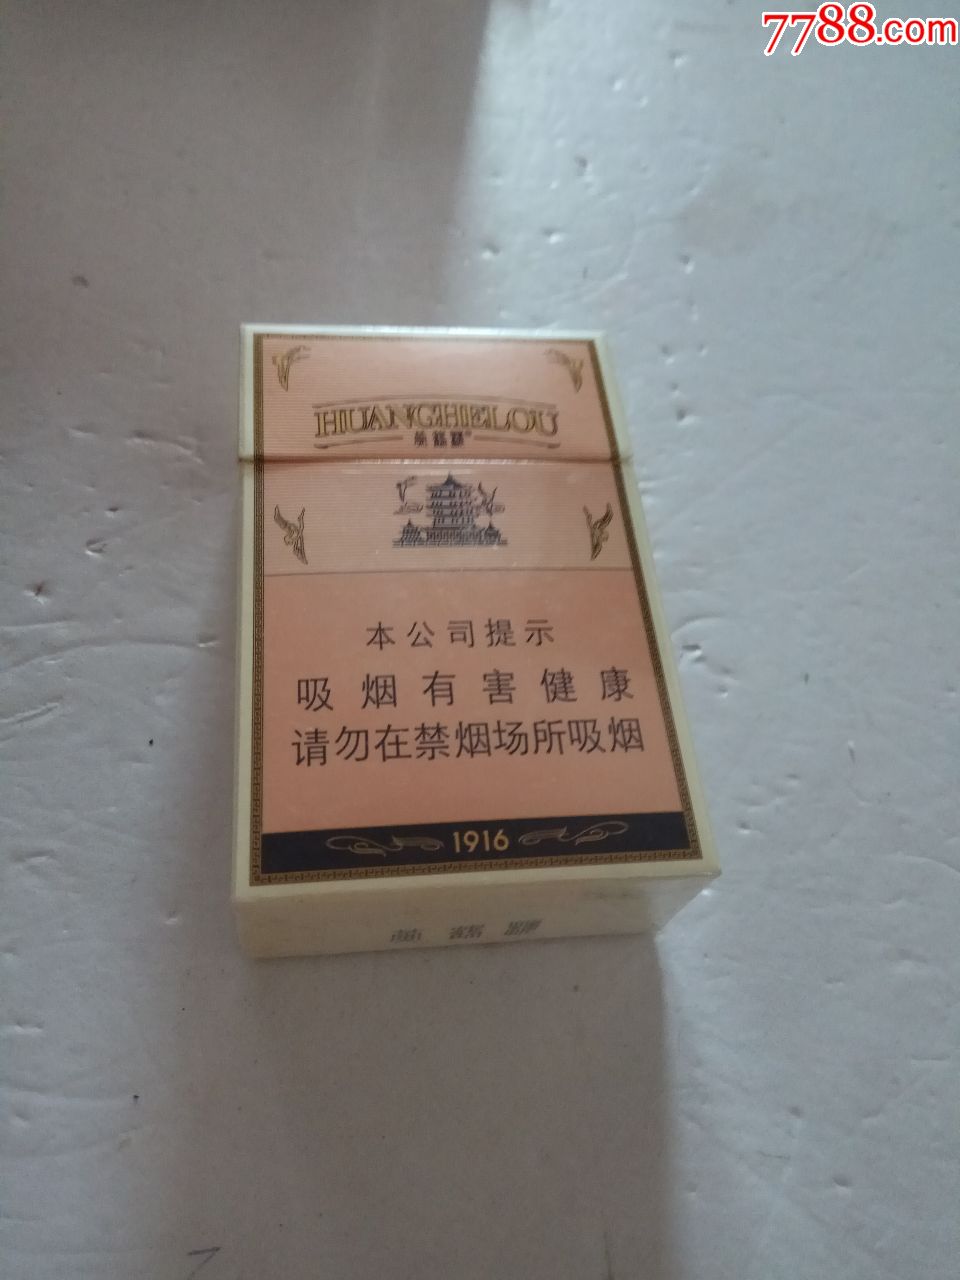 7788.com
HUANGHELOU
黄鹤楼®
本公司提示
吸烟有害健康
请勿在禁烟场所吸烟
1916
黄鹤楼